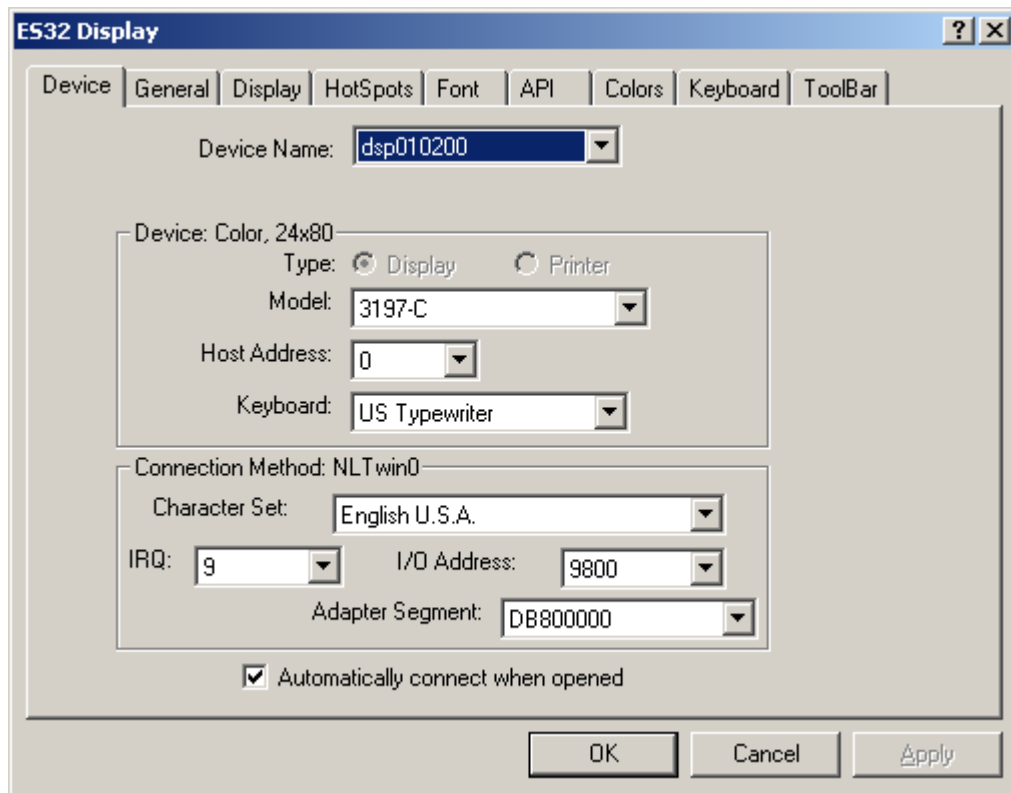 ES32 Display
Device General Display HotSpots Font API Colors Keyboard ToolBar
Device Name: dsp010200
Device: Color, 24x80
Type: Display Printer
Model: 3197-C
Host Address: 0
Keyboard: US Typewriter
Connection Method: NLTwin0
Character Set: English U.S.A.
IRQ: 9 I/O Address: 9800
Adapter Segment: DB800000
Automatically connect when opened
OK Cancel Apply